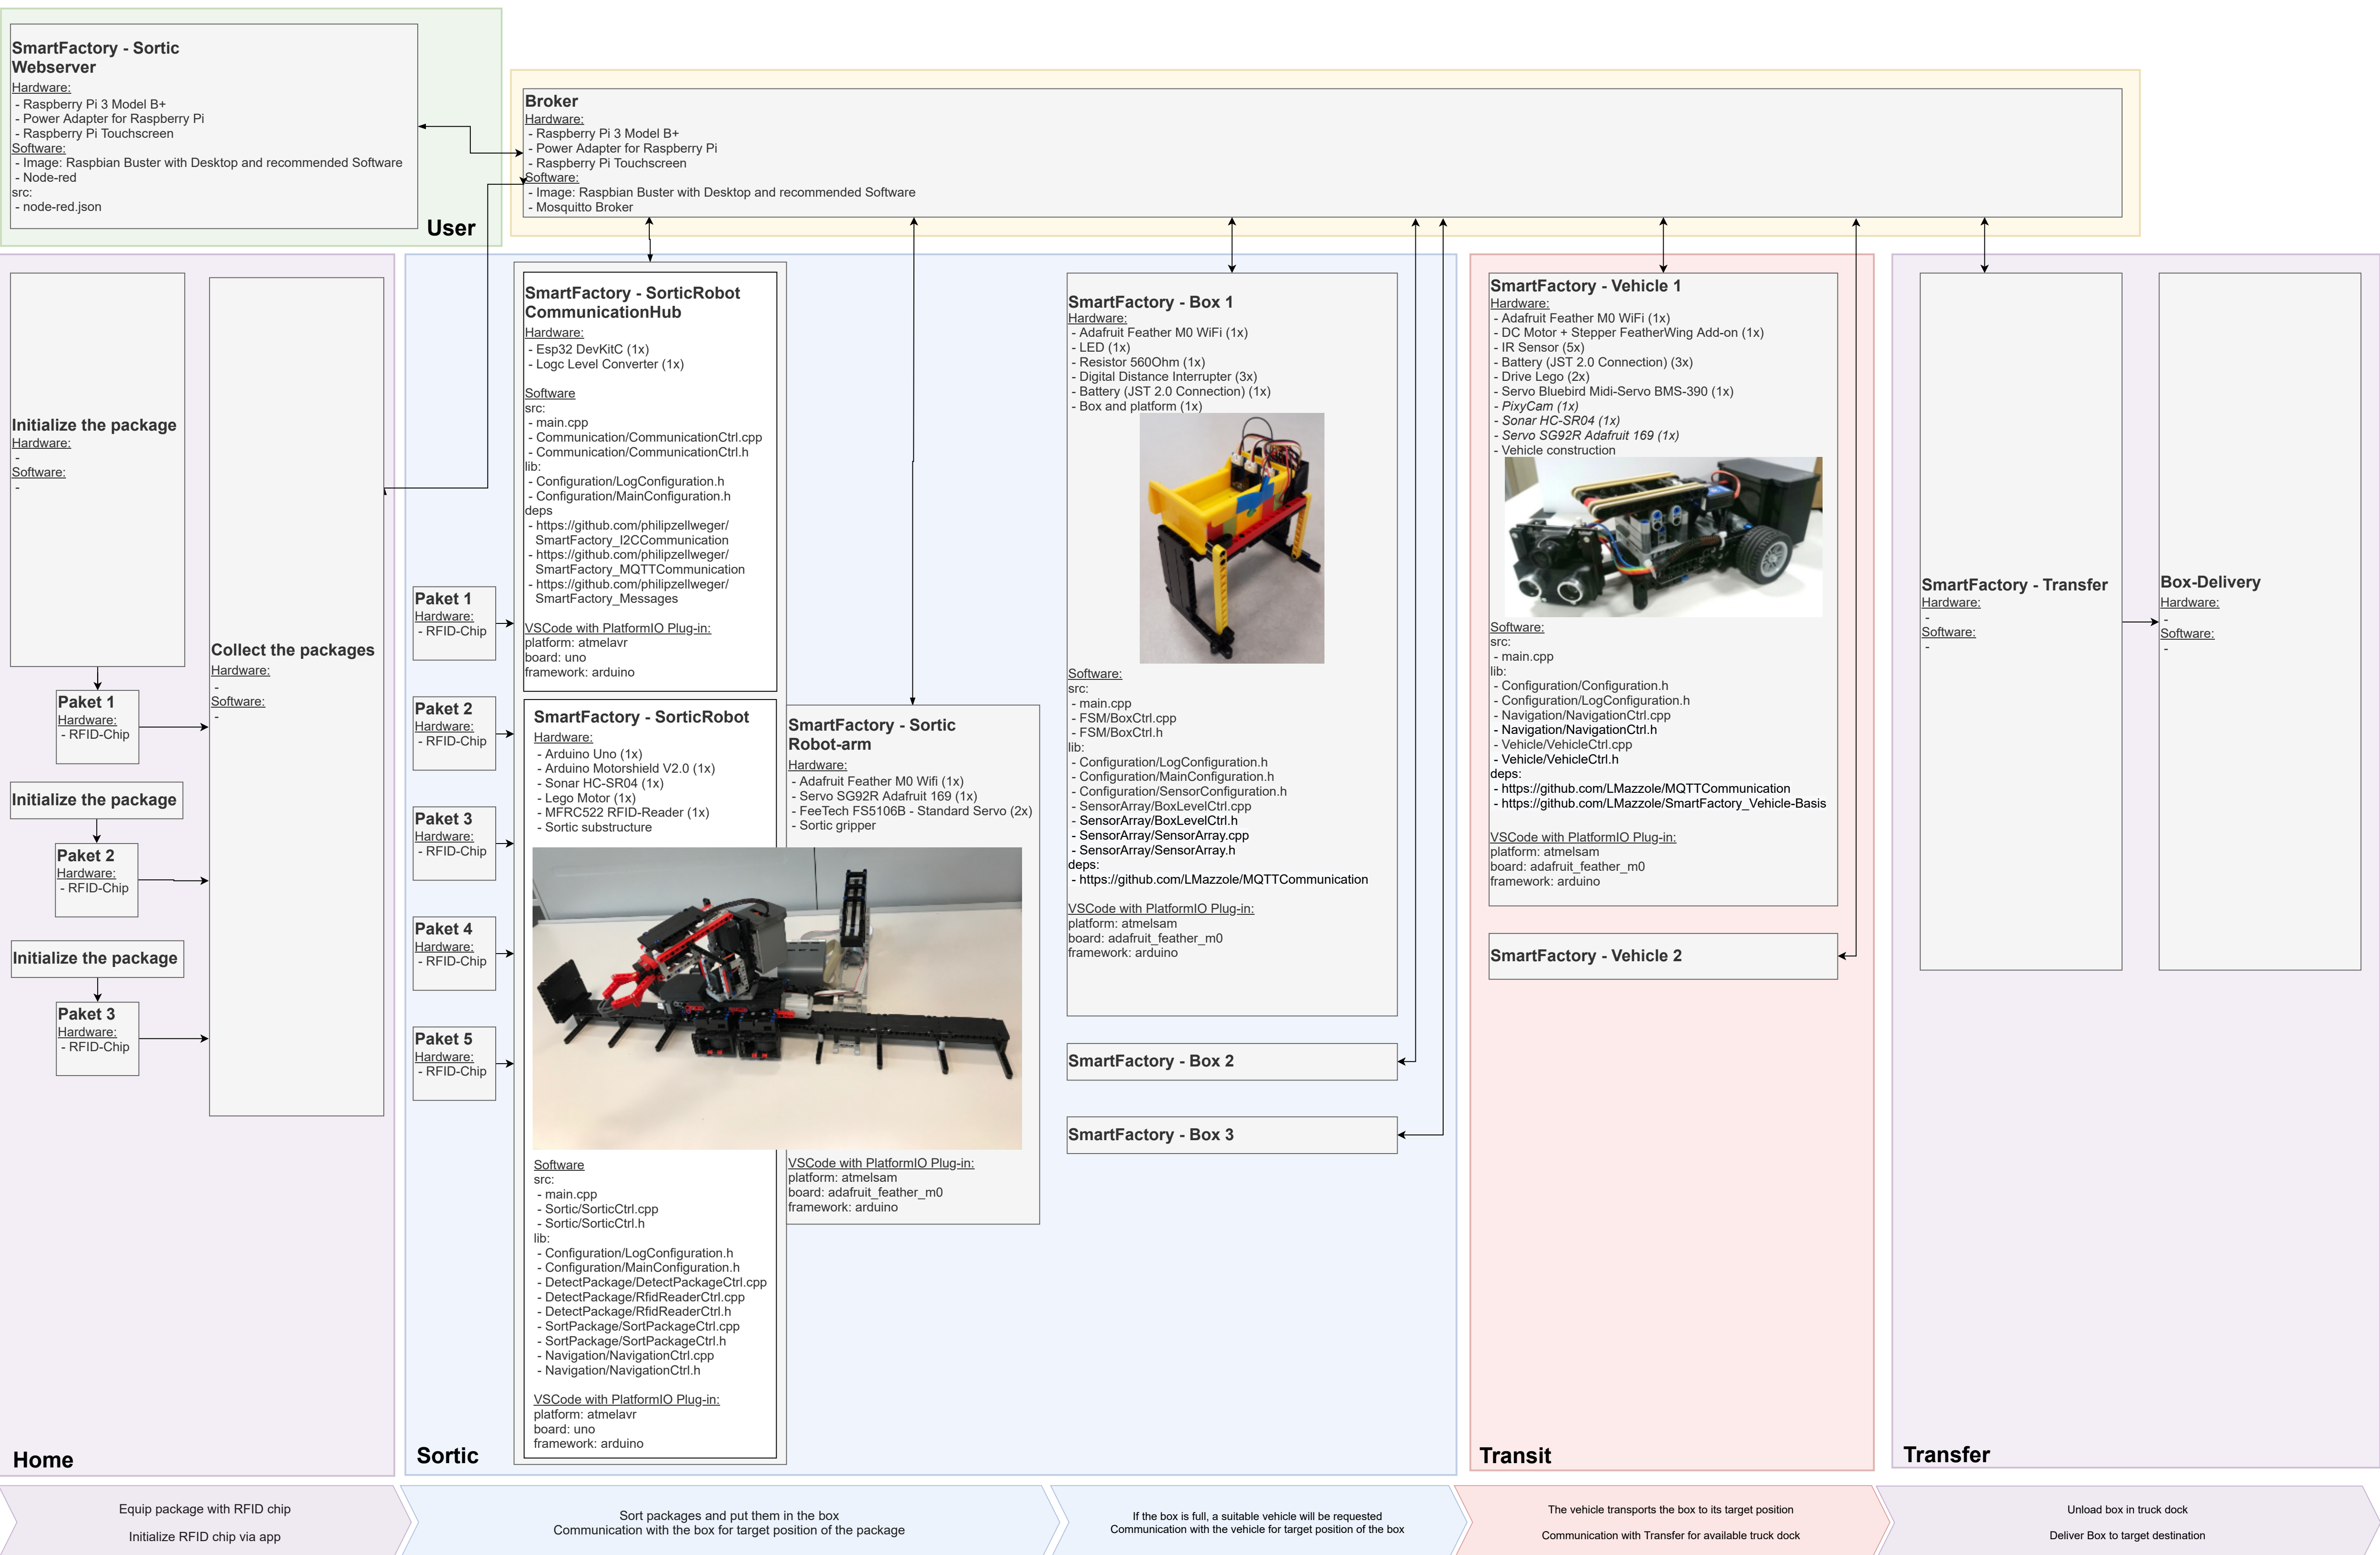 SmartFactory - Sortic
Webserver
Hardware:
- Raspberry Pi 3 Model B+
- Power Adapter for Raspberry Pi
- Raspberry Pi Touchscreen
Software:
- Image: Raspbian Buster with Desktop and recommended Software
- Node-red
src:
- node-red.json
User
Broker
Hardware:
- Raspberry Pi 3 Model B+
- Power Adapter for Raspberry Pi
- Raspberry Pi Touchscreen
Software:
- Image: Raspbian Buster with Desktop and recommended Software
- Mosquitto Broker
Initialize the package
Hardware:
-
Software:
-
Paket 1
Hardware:
- RFID-Chip
Initialize the package
Paket 2
Hardware:
- RFID-Chip
Initialize the package
Paket 3
Hardware:
- RFID-Chip
Collect the packages
Hardware:
-
Software:
-
Home
Paket 1
Hardware:
- RFID-Chip
Paket 2
Hardware:
- RFID-Chip
Paket 3
Hardware:
- RFID-Chip
Paket 4
Hardware:
- RFID-Chip
Paket 5
Hardware:
- RFID-Chip
SmartFactory - SorticRobot
CommunicationHub
Hardware:
- Esp32 DevKitC (1x)
- Logc Level Converter (1x)
Software
src:
- main.cpp
- Communication/CommunicationCtrl.cpp
- Communication/CommunicationCtrl.h
lib:
- Configuration/LogConfiguration.h
- Configuration/MainConfiguration.h
deps
- https://github.com/philipzellweger/
SmartFactory_I2CCommunication
- https://github.com/philipzellweger/
SmartFactory_MQTTCommunication
- https://github.com/philipzellweger/
SmartFactory_Messages
VSCode with PlatformIO Plug-in:
platform: atmelavr
board: uno
framework: arduino
SmartFactory - SorticRobot
Hardware:
- Arduino Uno (1x)
- Arduino Motorshield V2.0 (1x)
- Sonar HC-SR04 (1x)
- Lego Motor (1x)
- MFRC522 RFID-Reader (1x)
- Sortic substructure
Software
src:
- main.cpp
- Sortic/SorticCtrl.cpp
- Sortic/SorticCtrl.h
lib:
- Configuration/LogConfiguration.h
- Configuration/MainConfiguration.h
- DetectPackage/DetectPackageCtrl.cpp
- DetectPackage/RfidReaderCtrl.cpp
- DetectPackage/RfidReaderCtrl.h
- SortPackage/SortPackageCtrl.cpp
- SortPackage/SortPackageCtrl.h
- Navigation/NavigationCtrl.cpp
- Navigation/NavigationCtrl.h
VSCode with PlatformIO Plug-in:
platform: atmelavr
board: uno
framework: arduino
SmartFactory - Sortic
Robot-arm
Hardware:
- Adafruit Feather M0 Wifi (1x)
- Servo SG92R Adafruit 169 (1x)
- FeeTech FS5106B - Standard Servo (2x)
- Sortic gripper
VSCode with PlatformIO Plug-in:
platform: atmelsam
board: adafruit_feather_m0
framework: arduino
SmartFactory - Box 1
Hardware:
- Adafruit Feather M0 WiFi (1x)
- LED (1x)
- Resistor 560Ohm (1x)
- Digital Distance Interrupter (3x)
- Battery (JST 2.0 Connection) (1x)
- Box and platform (1x)
Software:
src:
- main.cpp
- FSM/BoxCtrl.cpp
- FSM/BoxCtrl.h
lib:
- Configuration/LogConfiguration.h
- Configuration/MainConfiguration.h
- Configuration/SensorConfiguration.h
- SensorArray/BoxLevelCtrl.cpp
- SensorArray/BoxLevelCtrl.h
- SensorArray/SensorArray.cpp
- SensorArray/SensorArray.h
deps:
- https://github.com/LMazzole/MQTTCommunication
VSCode with PlatformIO Plug-in:
platform: atmelsam
board: adafruit_feather_m0
framework: arduino
SmartFactory - Box 2
SmartFactory - Box 3
Sortic
SmartFactory - Vehicle 1
Hardware:
- Adafruit Feather M0 WiFi (1x)
- DC Motor + Stepper FeatherWing Add-on (1x)
- IR Sensor (5x)
- Battery (JST 2.0 Connection) (3x)
- Drive Lego (2x)
- Servo Bluebird Midi-Servo BMS-390 (1x)
- PixyCam (1x)
- Sonar HC-SR04 (1x)
- Servo SG92R Adafruit 169 (1x)
- Vehicle construction
Software:
src:
- main.cpp
lib:
- Configuration/Configuration.h
- Configuration/LogConfiguration.h
- Navigation/NavigationCtrl.cpp
- Navigation/NavigationCtrl.h
- Vehicle/VehicleCtrl.cpp
- Vehicle/VehicleCtrl.h
deps:
- https://github.com/LMazzole/MQTTCommunication
- https://github.com/LMazzole/SmartFactory_Vehicle-Basis
VSCode with PlatformIO Plug-in:
platform: atmelsam
board: adafruit_feather_m0
framework: arduino
SmartFactory - Vehicle 2
Transit
SmartFactory - Transfer
Hardware:
-
Software:
-
Box-Delivery
Hardware:
-
Software:
-
Transfer
Equip package with RFID chip
Initialize RFID chip via app
Sort packages and put them in the box
Communication with the box for target position of the package
If the box is full, a suitable vehicle will be requested
Communication with the vehicle for target position of the box
The vehicle transports the box to its target position
Communication with Transfer for available truck dock
Unload box in truck dock
Deliver Box to target destination